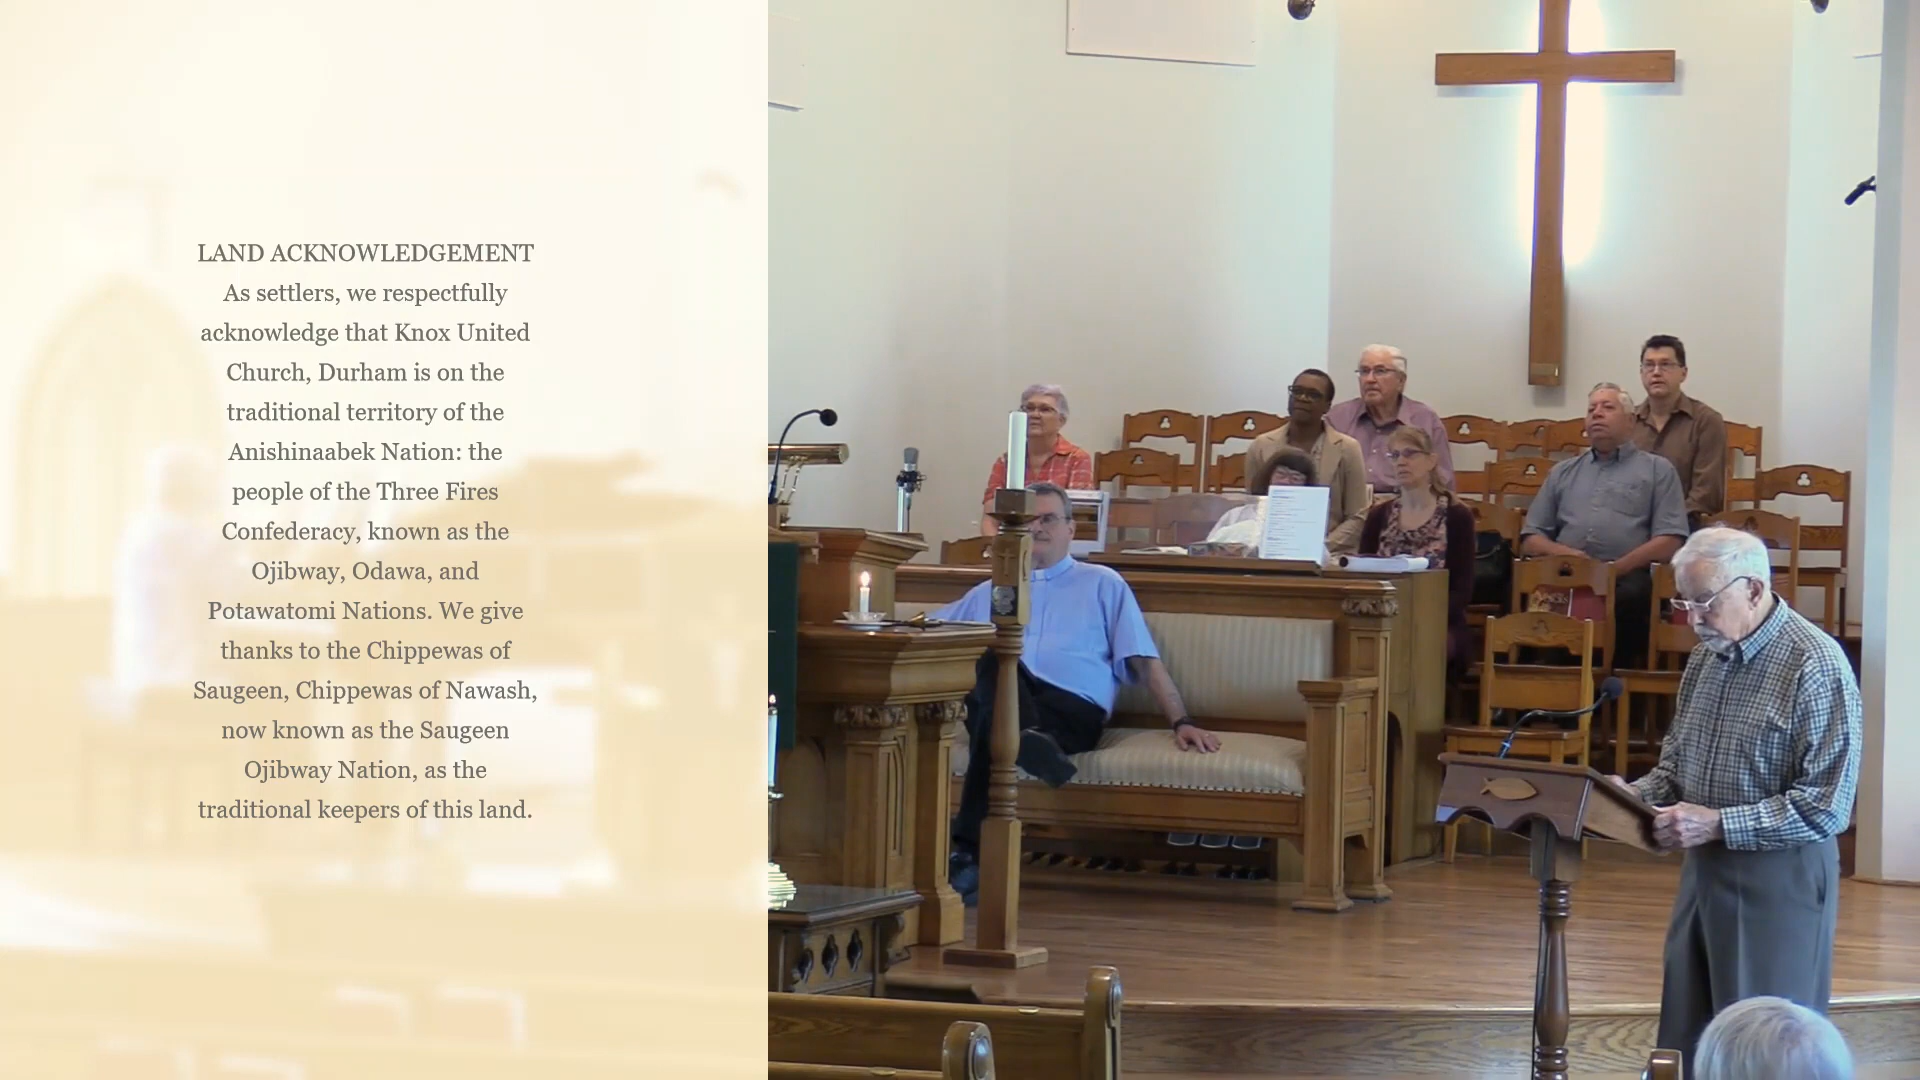 LAND ACKNOWLEDGEMENT
As settlers, we respectfully
acknowledge that Knox United
Church, Durham is on the
traditional territory of the
Anishinaabek Nation: the
people of the Three Fires
Confederacy, known as the
Ojibway, Odawa, and
Potawatomi Nations. We give
thanks to the Chippewas of
Saugeen, Chippewas of Nawash,
now known as the Saugeen
Ojibway Nation, as the
traditional keepers of this land.